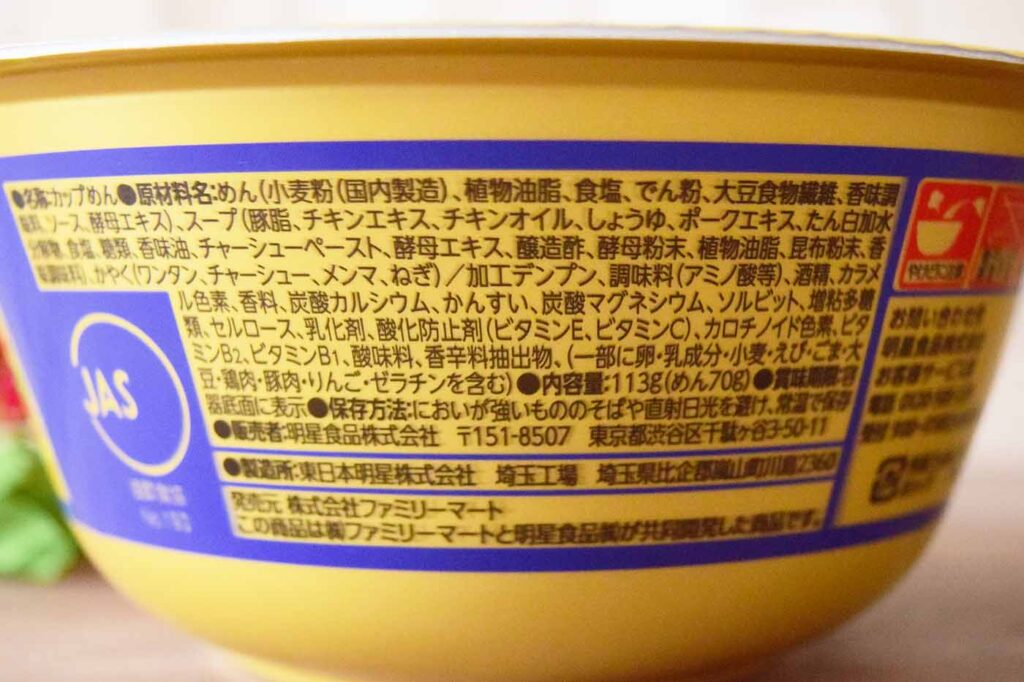 ●名称:カップめん●原材料名:めん(小麦粉(国内製造)、植物油脂、食塩、でん粉、大豆食物繊維、香味調
味料、ソース、酵母エキス)、スープ(豚脂、チキンエキス、チキンオイル、しょうゆ、ポークエキス、たん白加水
分解物、食塩、糖類、香味油、チャーシューペースト、酵母エキス、醸造酢、酵母粉末、植物油脂、昆布粉末、香
味調味料)、かやく(ワンタン、チャーシュー、メンマ、ねぎ)/加工デンプン、調味料(アミノ酸等)、酒精、カラメ
ル色素、香料、炭酸カルシウム、かんすい、炭酸マグネシウム、ソルビット、増粘多糖
類、セルロース、乳化剤、酸化防止剤(ビタミンE、ビタミンC)、カロチノイド色素、ビタ
ミンB2、ビタミンB1、酸味料、香辛料抽出物、(一部に卵・乳成分・小麦・えび・ごま・大
豆・鶏肉・豚肉・りんご・ゼラチンを含む)●内容量:113g(めん70g)●賞味期限:容
器底面に表示●保存方法:においが強いもののそばや直射日光を避け、常温で保存
●販売者:明星食品株式会社 〒151-8507 東京都渋谷区千駄ヶ谷3-50-11
●製造所:東日本明星株式会社 埼玉工場 埼玉県比企郡嵐山町川島2360
発売元 株式会社ファミリーマート
この商品は㈱ファミリーマートと明星食品㈱が共同開発した商品です。
JAS
お問い合わせ先
明星食品株式会社
お客様サービス
電話